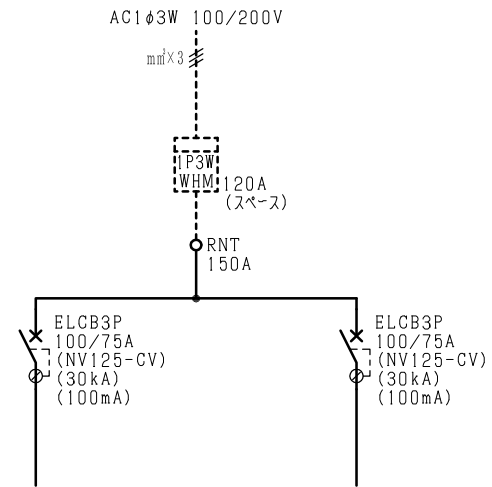 AC1φ3W 100/200V
mm²×3
1P3W
WHM
120A
(スペース)
RNT
150A
ELCB3P
100/75A
(NV125-CV)
(30kA)
(100mA)
ELCB3P
100/75A
(NV125-CV)
(30kA)
(100mA)